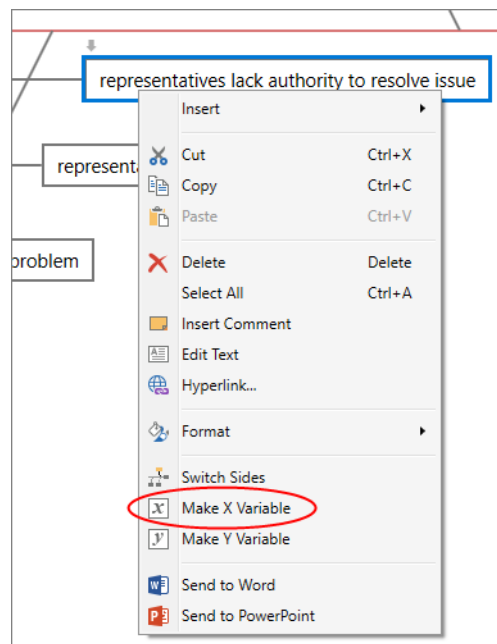 representatives lack authority to resolve issue
Insert
Cut Ctrl+X
representa
Copy Ctrl+C
Paste Ctrl+V
problem
Delete Delete
Select All Ctrl+A
Insert Comment
Edit Text
Hyperlink...
Format
Switch Sides
x Make X Variable
y Make Y Variable
Send to Word
Send to PowerPoint